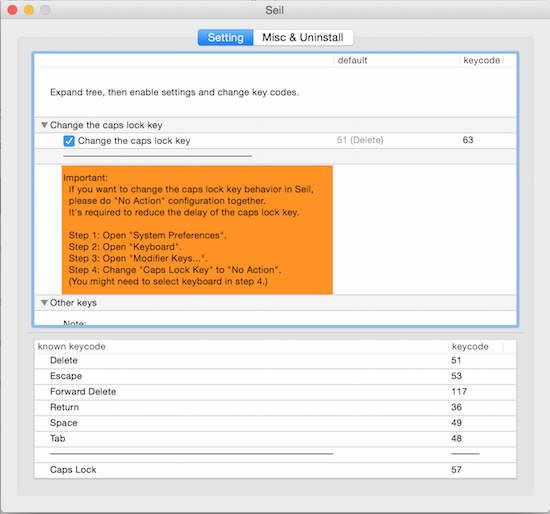 Seil
Setting Misc & Uninstall
default keycode
Expand tree, then enable settings and change key codes.
Change the caps lock key
Change the caps lock key 51 (Delete) 63
Important:
If you want to change the caps lock key behavior in Seil,
please do "No Action" configuration together.
It's required to reduce the delay of the caps lock key.
Step 1: Open "System Preferences".
Step 2: Open "Keyboard".
Step 3: Open "Modifier Keys...".
Step 4: Change "Caps Lock Key" to "No Action".
(You might need to select keyboard in step 4.)
Other keys
Note:
known keycode keycode
Delete 51
Escape 53
Forward Delete 117
Return 36
Space 49
Tab 48
Caps Lock 57